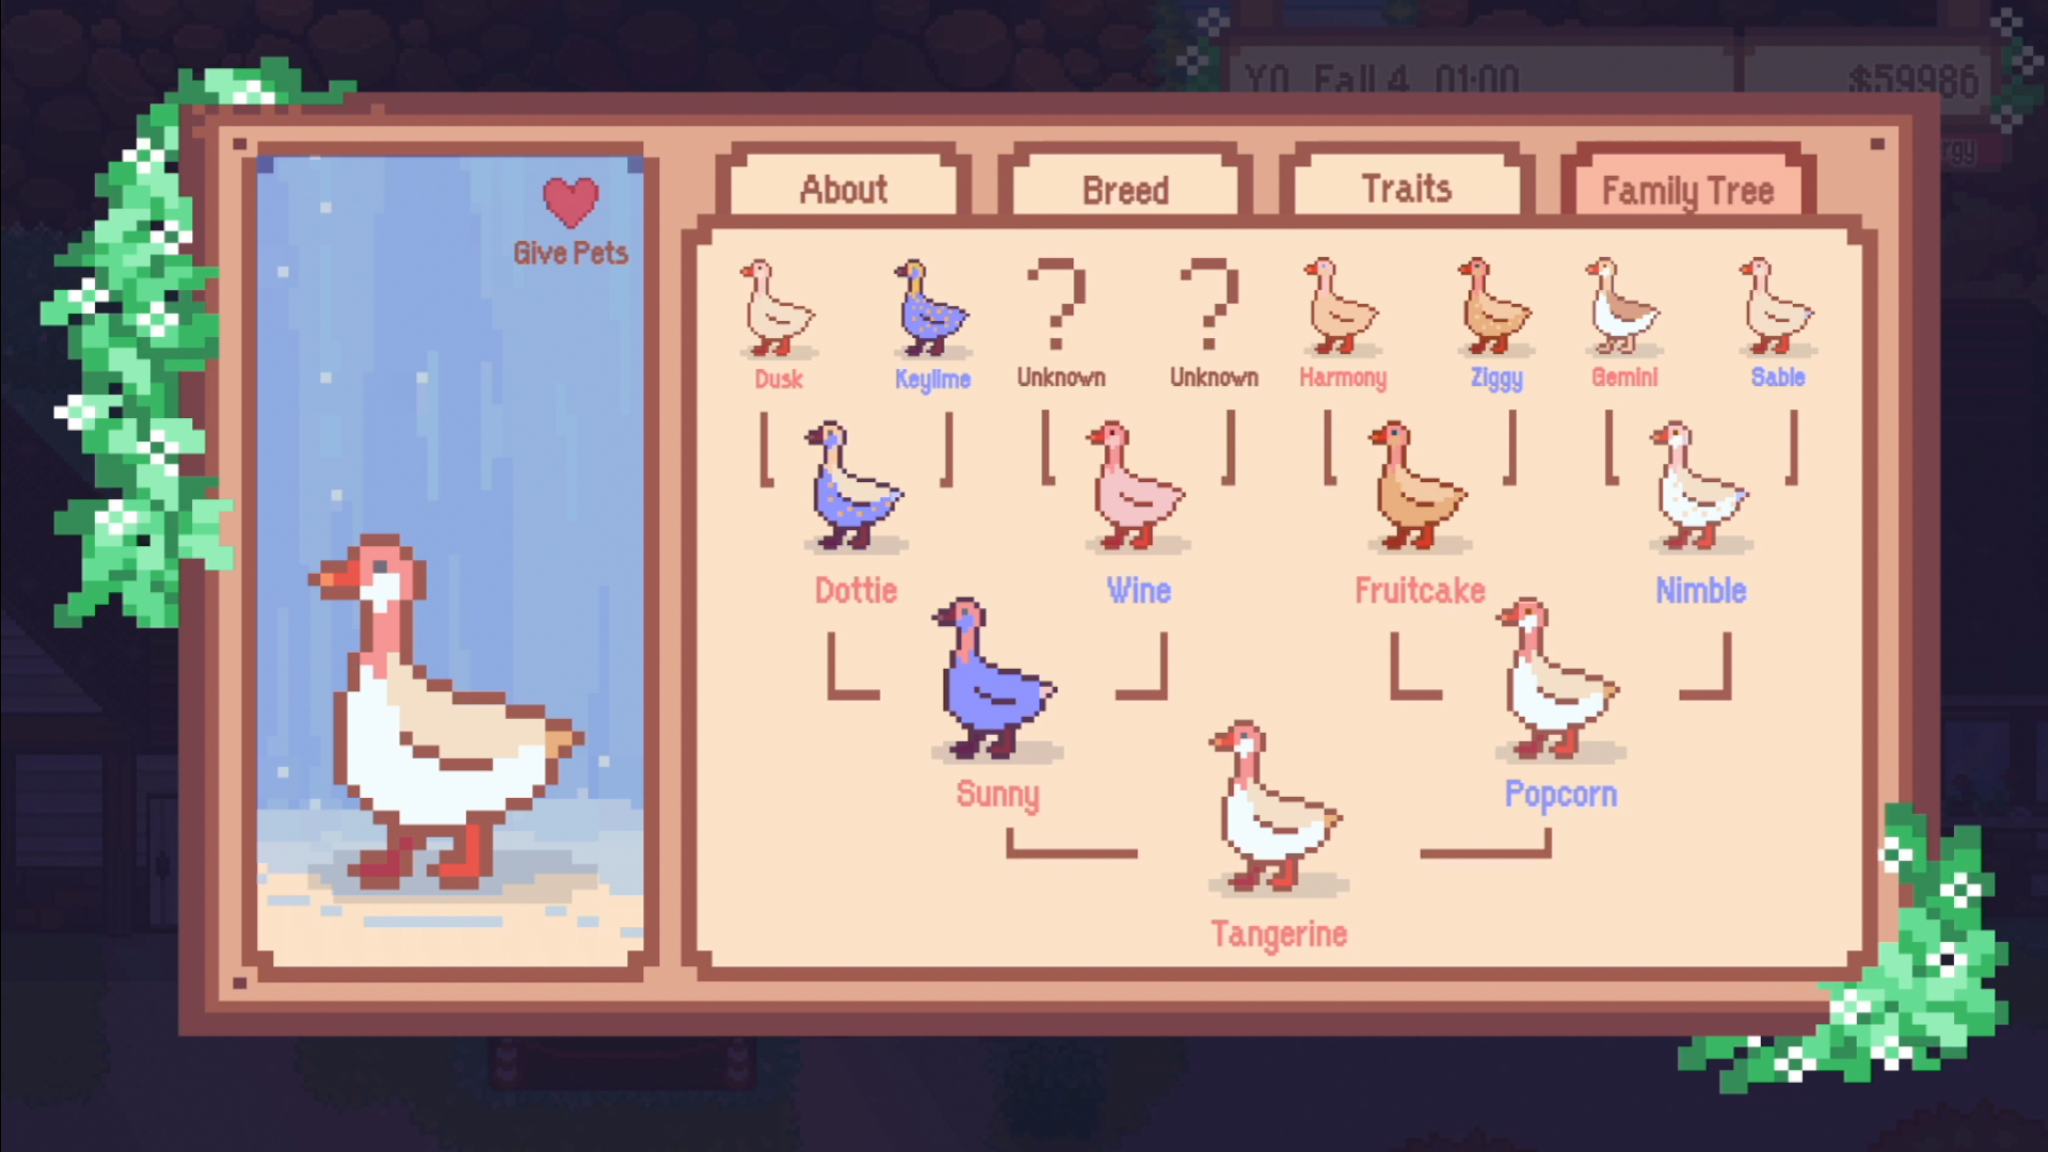 Y0 Fall 4 01:00 $59986
rgy
About Breed Traits Family Tree
Give Pets
Dusk Keylime Unknown Unknown Harmony Ziggy Gemini Sable
Dottie Wine Fruitcake Nimble
Sunny Popcorn
Tangerine